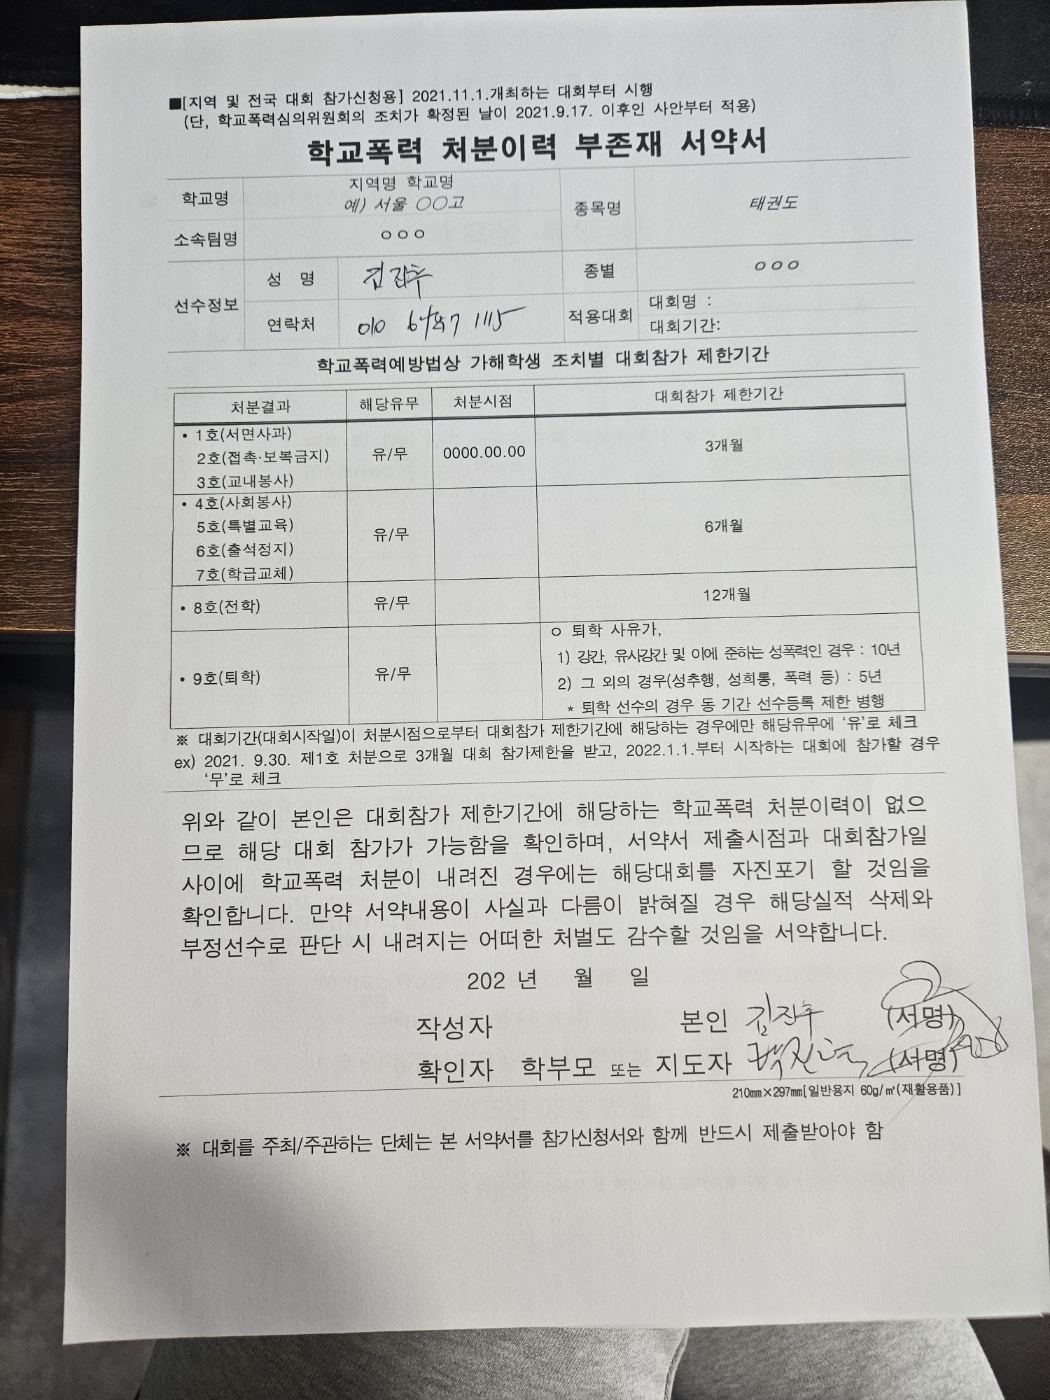 ■[지역 및 전국 대회 참가신청용] 2021.11.1.개최하는 대회부터 시행
(단, 학교폭력심의위원회의 조치가 확정된 날이 2021.9.17. 이후인 사안부터 적용)
학교폭력 처분이력 부존재 서약서
학교명
지역명 학교명
예) 서울 ○○고
종목명
태권도
소속팀명
ㅇㅇㅇ
선수정보
성 명
종별
ㅇㅇㅇ
연락처
010 1115
적용대회
대회명 :
대회기간:
학교폭력예방법상 가해학생 조치별 대회참가 제한기간
처분결과 해당유무 처분시점 대회참가 제한기간
• 1호(서면사과)
2호(접촉·보복금지)
3호(교내봉사)
유/무 0000.00.00 3개월
• 4호(사회봉사)
5호(특별교육)
6호(출석정지)
7호(학급교체)
유/무 6개월
• 8호(전학) 유/무 12개월
• 9호(퇴학) 유/무
ㅇ 퇴학 사유가,
1) 강간, 유사강간 및 이에 준하는 성폭력인 경우 : 10년
2) 그 외의 경우(성추행, 성희롱, 폭력 등) : 5년
* 퇴학 선수의 경우 동 기간 선수등록 제한 병행
※ 대회기간(대회시작일)이 처분시점으로부터 대회참가 제한기간에 해당하는 경우에만 해당유무에 '유'로 체크
ex) 2021. 9.30. 제1호 처분으로 3개월 대회 참가제한을 받고, 2022.1.1.부터 시작하는 대회에 참가할 경우
'무'로 체크
위와 같이 본인은 대회참가 제한기간에 해당하는 학교폭력 처분이력이 없으
므로 해당 대회 참가가 가능함을 확인하며, 서약서 제출시점과 대회참가일
사이에 학교폭력 처분이 내려진 경우에는 해당대회를 자진포기 할 것임을
확인합니다. 만약 서약내용이 사실과 다름이 밝혀질 경우 해당실적 삭제와
부정선수로 판단 시 내려지는 어떠한 처벌도 감수할 것임을 서약합니다.
202 년 월 일
작성자 본인 (서명)
확인자 학부모 또는 지도자 (서명)
210㎜×297㎜[일반용지 60g/㎡(재활용품)]
※ 대회를 주최/주관하는 단체는 본 서약서를 참가신청서와 함께 반드시 제출받아야 함